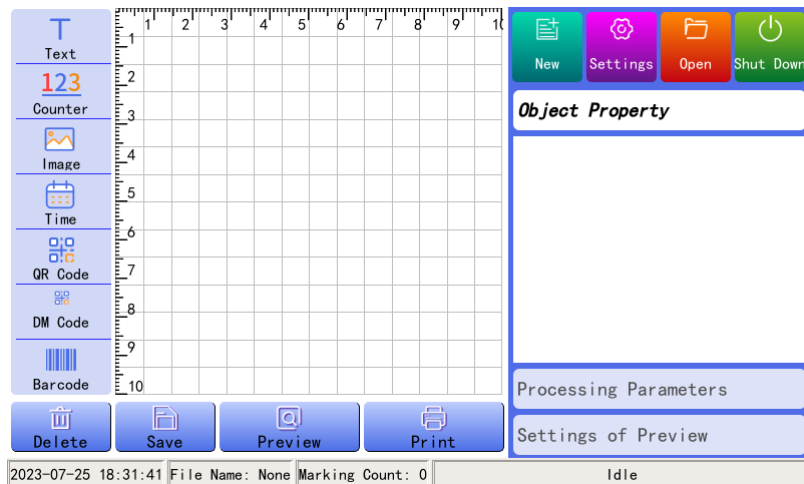 Text
123
Counter
Image
Time
QR Code
DM Code
Barcode
1 2 3 4 5 6 7 8 9 10
1
2
3
4
5
6
7
8
9
10
New Settings Open Shut Down
Object Property
Processing Parameters
Settings of Preview
Delete Save Preview Print
2023-07-25 18:31:41 File Name: None Marking Count: 0 Idle